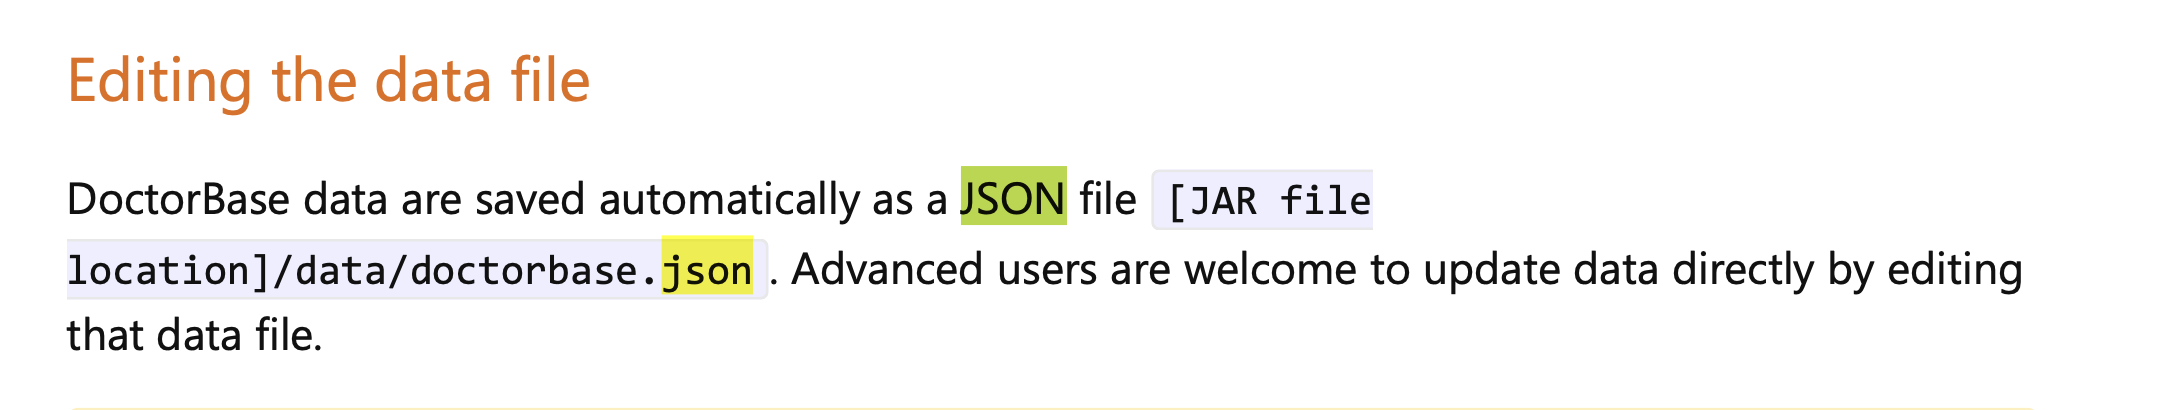 Editing the data file
DoctorBase data are saved automatically as a JSON file [JAR file
location]/data/doctorbase.json . Advanced users are welcome to update data directly by editing
that data file.